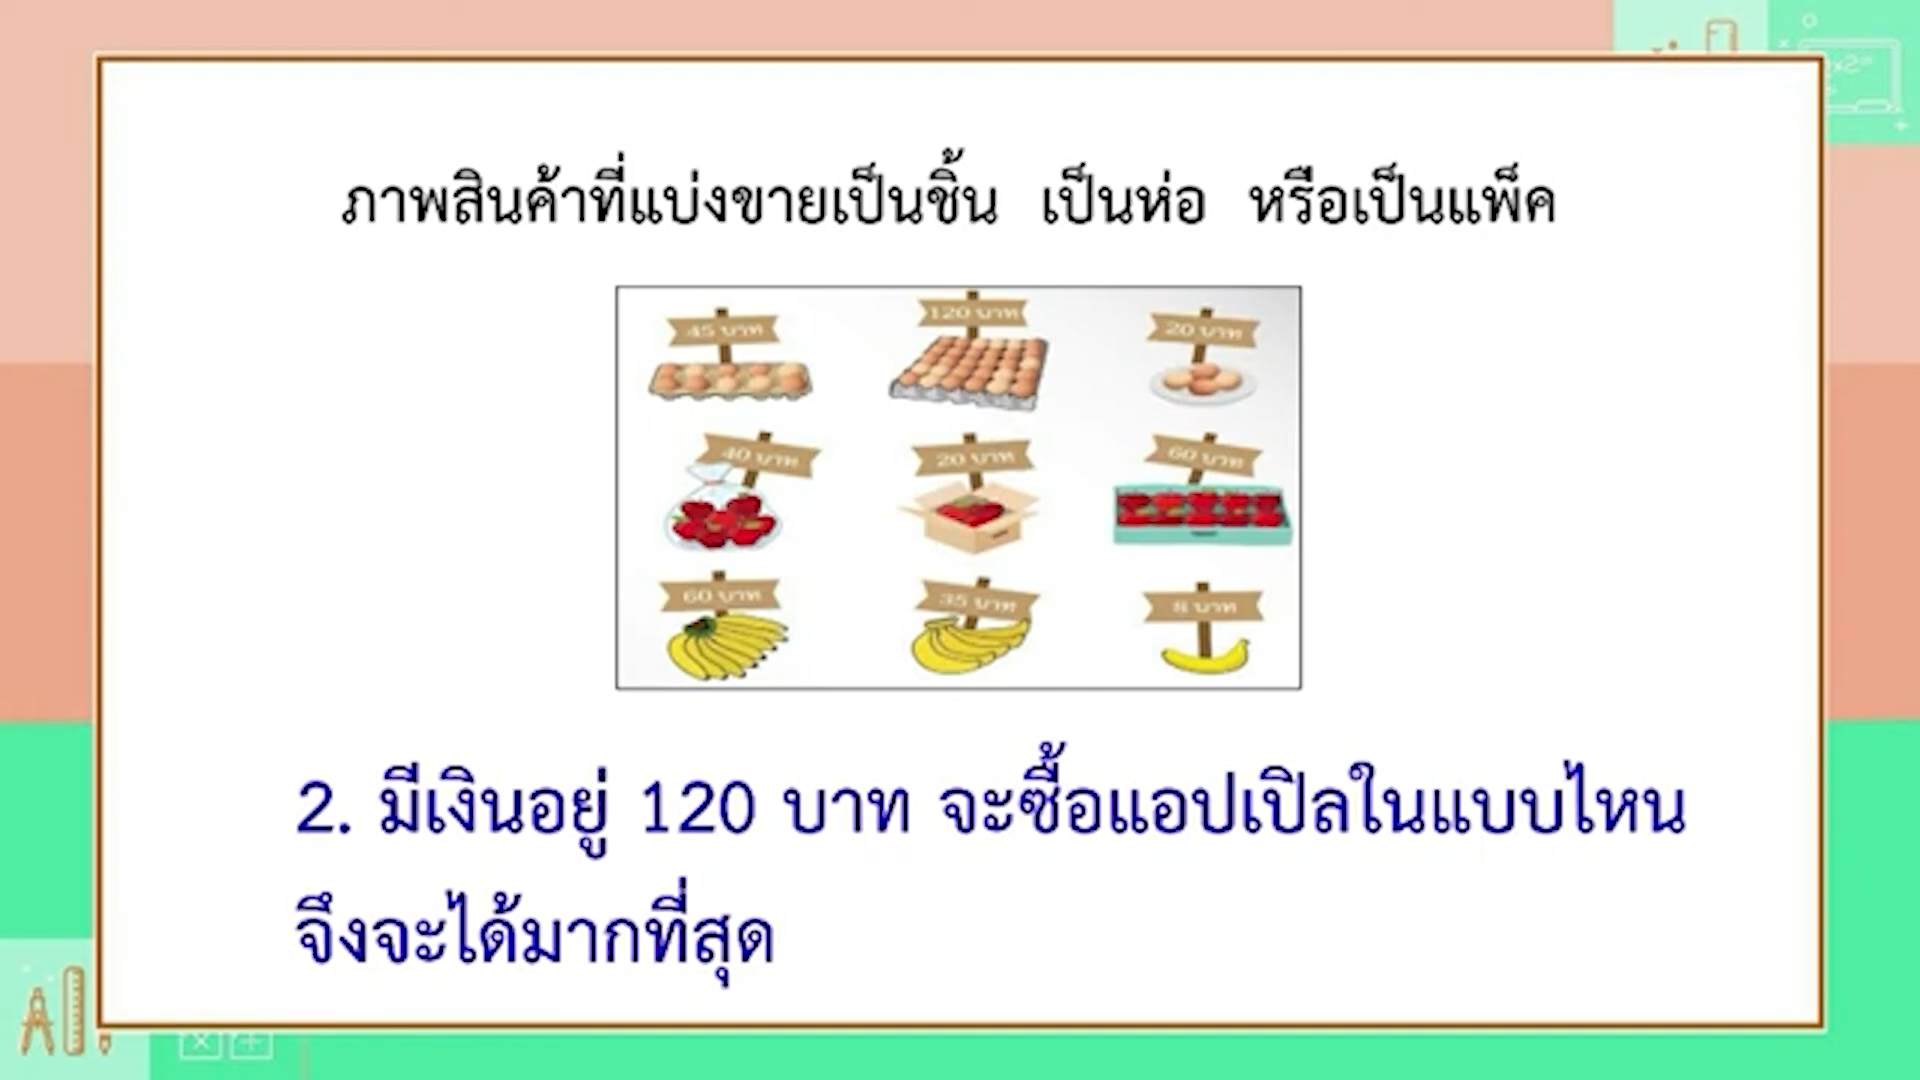 ภาพสินค้าที่แบ่งขายเป็นชิ้น เป็นห่อ หรือเป็นแพ็ค
45 บาท
120 บาท
20 บาท
40 บาท
20 บาท
60 บาท
60 บาท
35 บาท
8 บาท
2. มีเงินอยู่ 120 บาท จะซื้อแอปเปิลในแบบไหน
จึงจะได้มากที่สุด